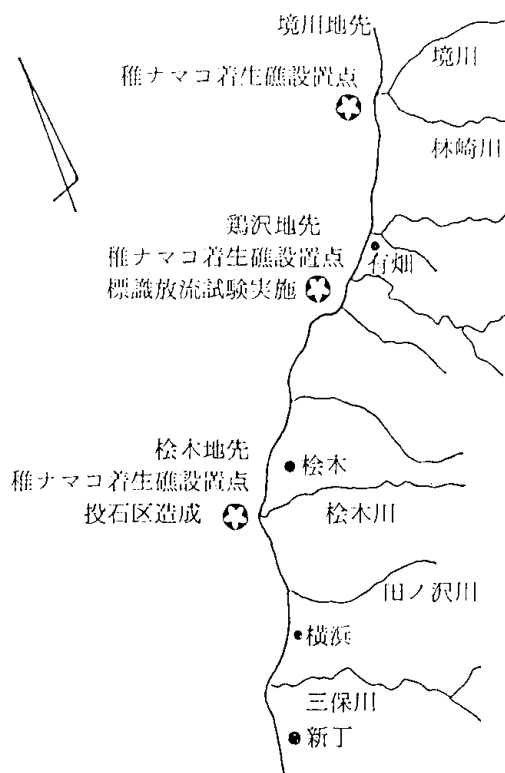 境川地先
境川
稚ナマコ着生礁設置点
林崎川
鶏沢地先
稚ナマコ着生礁設置点
有畑
標識放流試験実施
桧木地先
稚ナマコ着生礁設置点
桧木
投石区造成
桧木川
旧ノ沢川
横浜
三保川
新丁